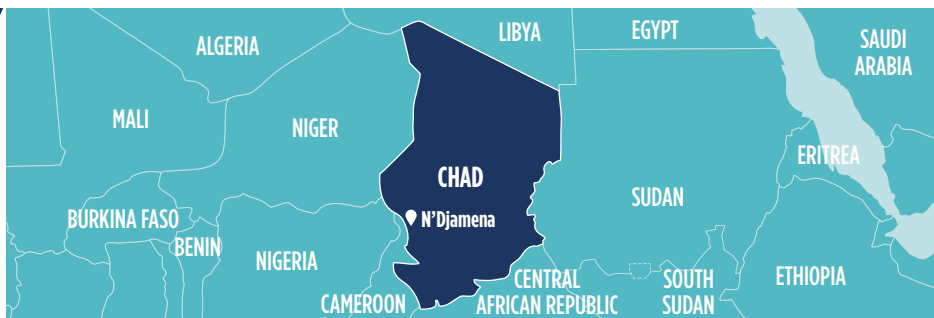 ALGERIA
LIBYA
EGYPT
SAUDI
ARABIA
MALI
NIGER
CHAD
ERITREA
SUDAN
BURKINA FASO
N'Djamena
BENIN
NIGERIA
CAMEROON
CENTRAL
AFRICAN REPUBLIC
SOUTH
SUDAN
ETHIOPIA